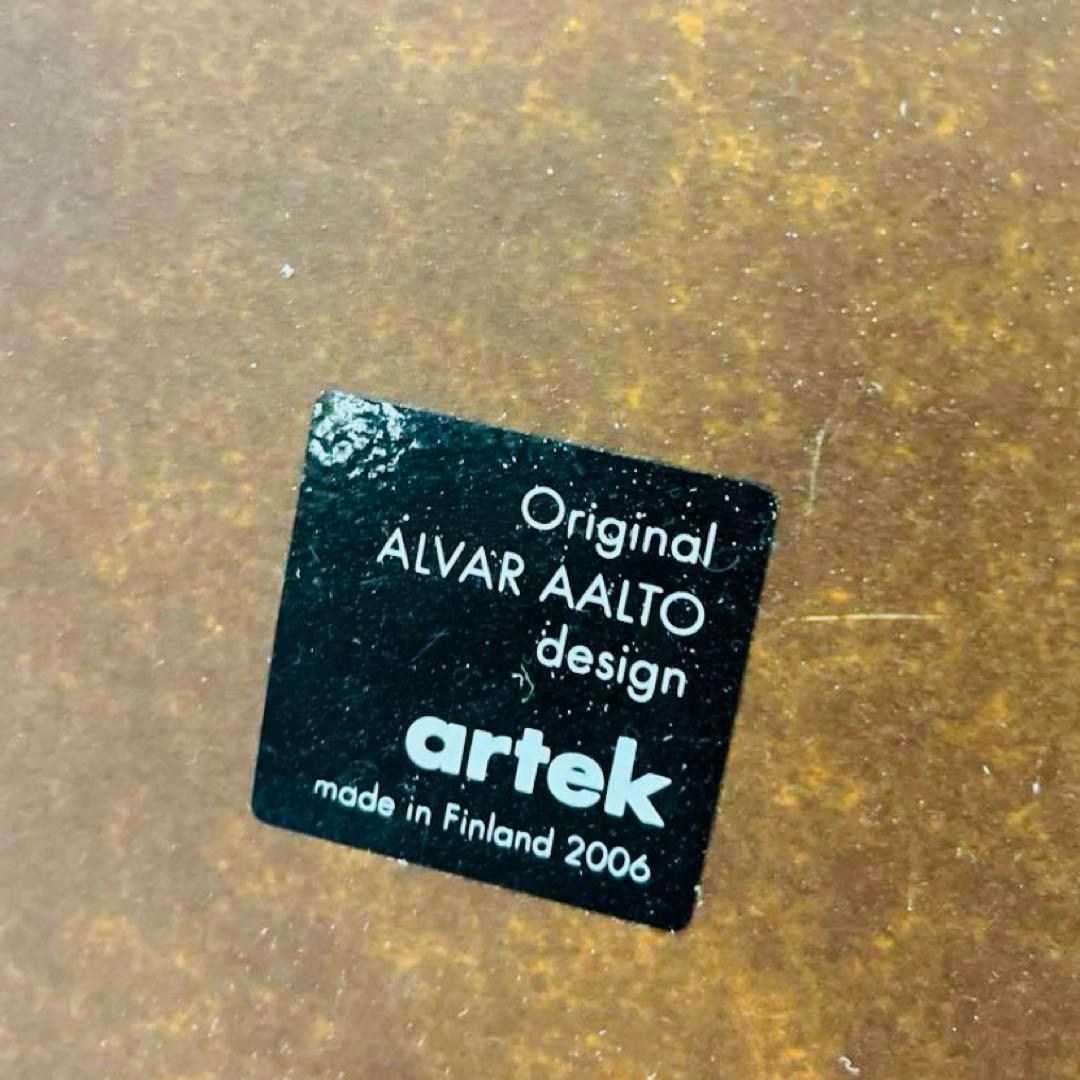 Original
ALVAR AALTO
design
artek
made in Finland 2006